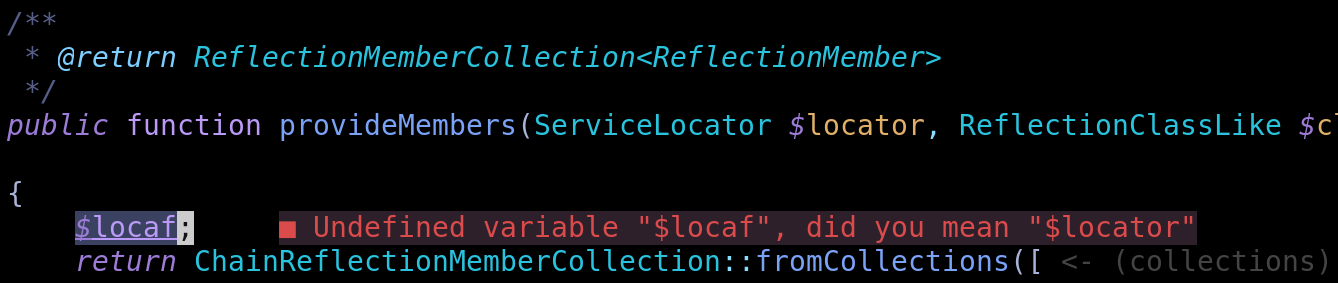 /**
 * @return ReflectionMemberCollection<ReflectionMember>
 */
public function provideMembers(ServiceLocator $locator, ReflectionClassLike $cl
{
    $locaf;     ■ Undefined variable "$locaf", did you mean "$locator"
    return ChainReflectionMemberCollection::fromCollections([ <- (collections)